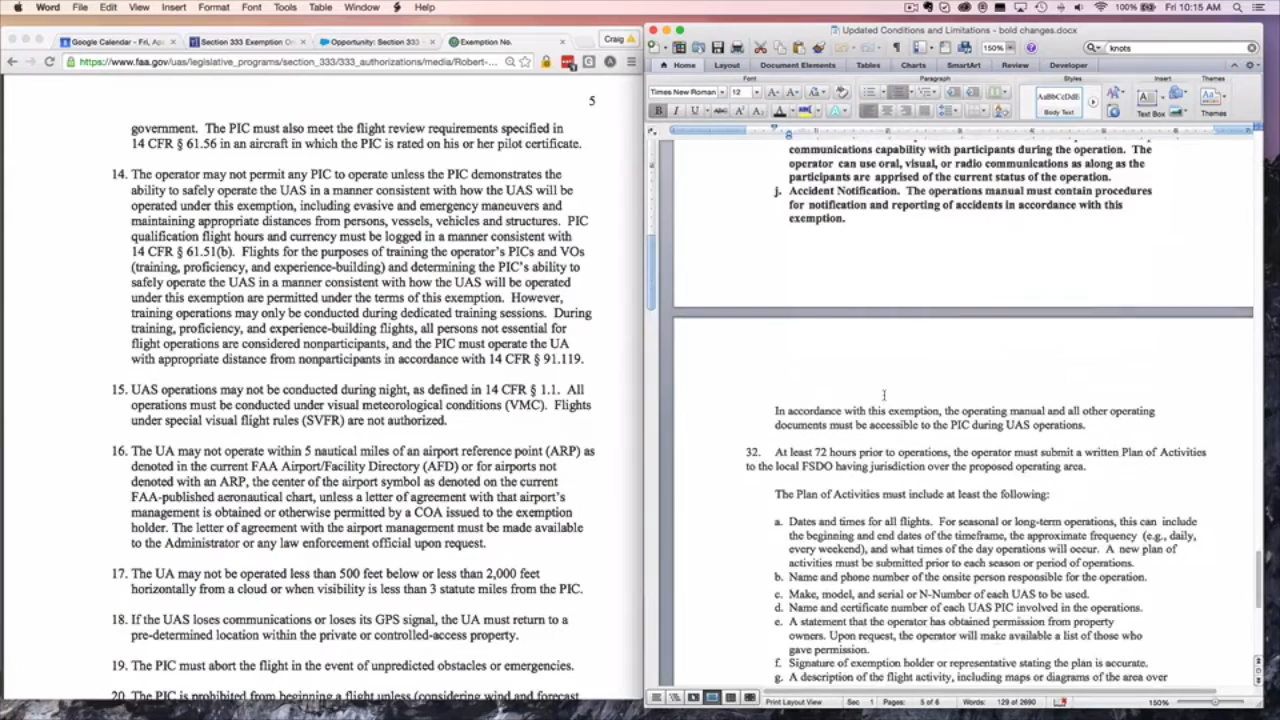 Word File Edit View Insert Format Font Tools Table Window Help
100% Fri 10:15 AM
Google Calendar - Fri, Ap
Section 333 Exemption O
Opportunity: Section 333
Exemption No.
Craig
https://www.faa.gov/uas/legislative_programs/section_333/333_authorizations/media/Robert-...
5
government. The PIC must also meet the flight review requirements specified in
14 CFR § 61.56 in an aircraft in which the PIC is rated on his or her pilot certificate.
14. The operator may not permit any PIC to operate unless the PIC demonstrates the
ability to safely operate the UAS in a manner consistent with how the UAS will be
operated under this exemption, including evasive and emergency maneuvers and
maintaining appropriate distances from persons, vessels, vehicles and structures. PIC
qualification flight hours and currency must be logged in a manner consistent with
14 CFR § 61.51(b). Flights for the purposes of training the operator's PICs and VOs
(training, proficiency, and experience-building) and determining the PIC's ability to
safely operate the UAS in a manner consistent with how the UAS will be operated
under this exemption are permitted under the terms of this exemption. However,
training operations may only be conducted during dedicated training sessions. During
training, proficiency, and experience-building flights, all persons not essential for
flight operations are considered nonparticipants, and the PIC must operate the UA
with appropriate distance from nonparticipants in accordance with 14 CFR § 91.119.
15. UAS operations may not be conducted during night, as defined in 14 CFR § 1.1. All
operations must be conducted under visual meteorological conditions (VMC). Flights
under special visual flight rules (SVFR) are not authorized.
16. The UA may not operate within 5 nautical miles of an airport reference point (ARP) as
denoted in the current FAA Airport/Facility Directory (AFD) or for airports not
denoted with an ARP, the center of the airport symbol as denoted on the current
FAA-published aeronautical chart, unless a letter of agreement with that airport's
management is obtained or otherwise permitted by a COA issued to the exemption
holder. The letter of agreement with the airport management must be made available
to the Administrator or any law enforcement official upon request.
17. The UA may not be operated less than 500 feet below or less than 2,000 feet
horizontally from a cloud or when visibility is less than 3 statute miles from the PIC.
18. If the UAS loses communications or loses its GPS signal, the UA must return to a
pre-determined location within the private or controlled-access property.
19. The PIC must abort the flight in the event of unpredicted obstacles or emergencies.
20. The PIC is prohibited from beginning a flight unless (considering wind and forecast
Updated Conditions and Limitations - bold changes.docx
150%
knots
Home Layout Document Elements Tables Charts SmartArt Review Developer
Font Paragraph Styles Insert Themes
Times New Roman 12
AaBbCcDdE
Body Text
Text Box
Themes
communications capability with participants during the operation. The
operator can use oral, visual, or radio communications as along as the
participants are apprised of the current status of the operation.
j. Accident Notification. The operations manual must contain procedures
for notification and reporting of accidents in accordance with this
exemption.
In accordance with this exemption, the operating manual and all other operating
documents must be accessible to the PIC during UAS operations.
32. At least 72 hours prior to operations, the operator must submit a written Plan of Activities
to the local FSDO having jurisdiction over the proposed operating area.
The Plan of Activities must include at least the following:
a. Dates and times for all flights. For seasonal or long-term operations, this can include
the beginning and end dates of the timeframe, the approximate frequency (e.g., daily,
every weekend), and what times of the day operations will occur. A new plan of
activities must be submitted prior to each season or period of operations.
b. Name and phone number of the onsite person responsible for the operation.
c. Make, model, and serial or N-Number of each UAS to be used.
d. Name and certificate number of each UAS PIC involved in the operations.
e. A statement that the operator has obtained permission from property
owners. Upon request, the operator will make available a list of those who
gave permission.
f. Signature of exemption holder or representative stating the plan is accurate.
g. A description of the flight activity, including maps or diagrams of the area over
Print Layout View Sec 1 Pages: 5 of 6 Words: 129 of 2690 150%